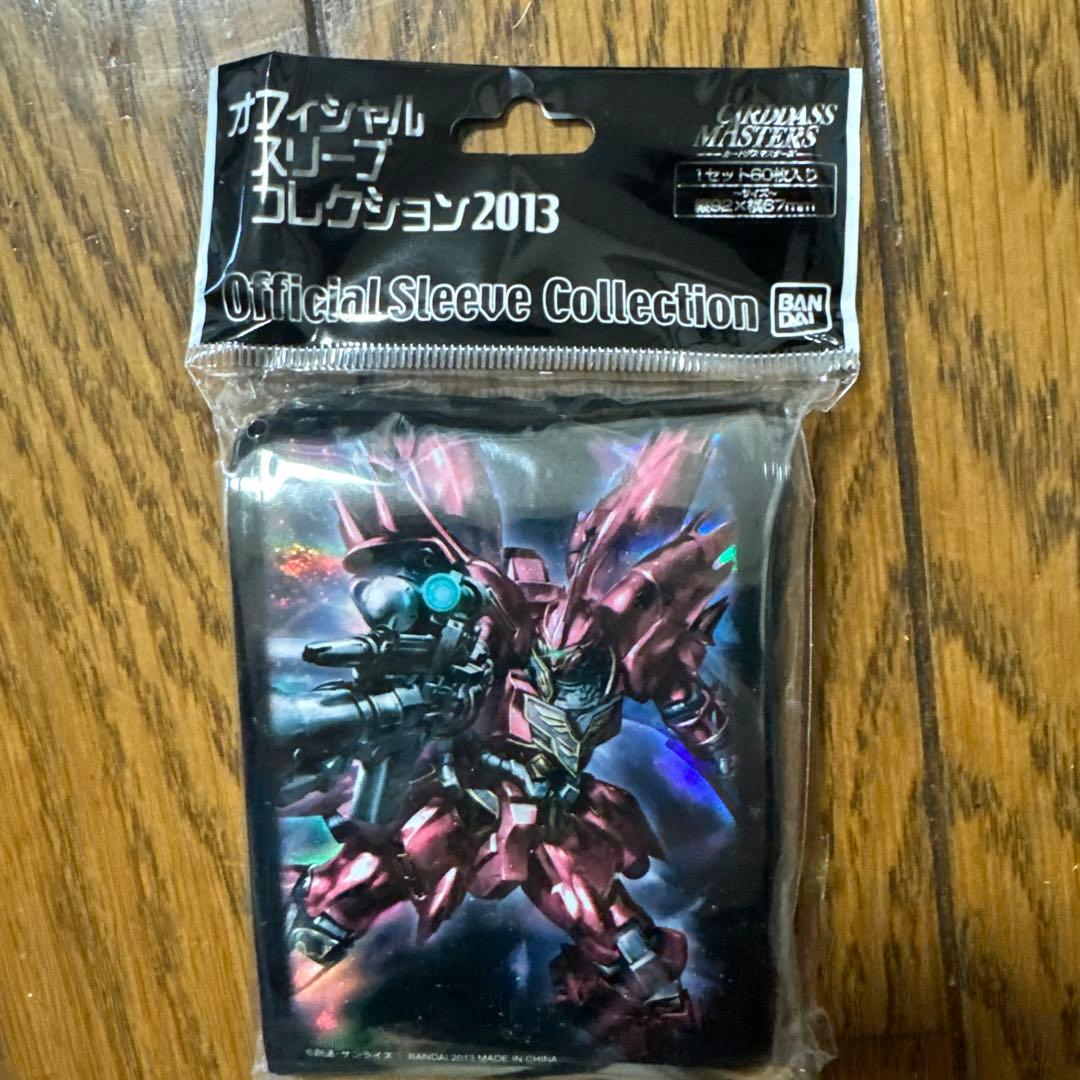 オフィシャル
スリーブ
コレクション2013
CARDDASS
MASTERS
カードダスマスターズ
1セット60枚入り
〜サイズ〜
縦92×横67mm
Official Sleeve Collection
BAN
DAI
©創通・サンライズ BANDAI 2013 MADE IN CHINA